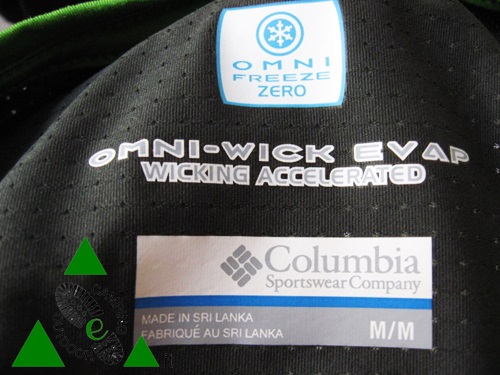 OMNI
FREEZE
ZERO
OMNI-WICK EVAP
WICKING ACCELERATED
Columbia
Sportswear Company
MADE IN SRI LANKA
FABRIQUÉ AU SRI LANKA
M/M
e